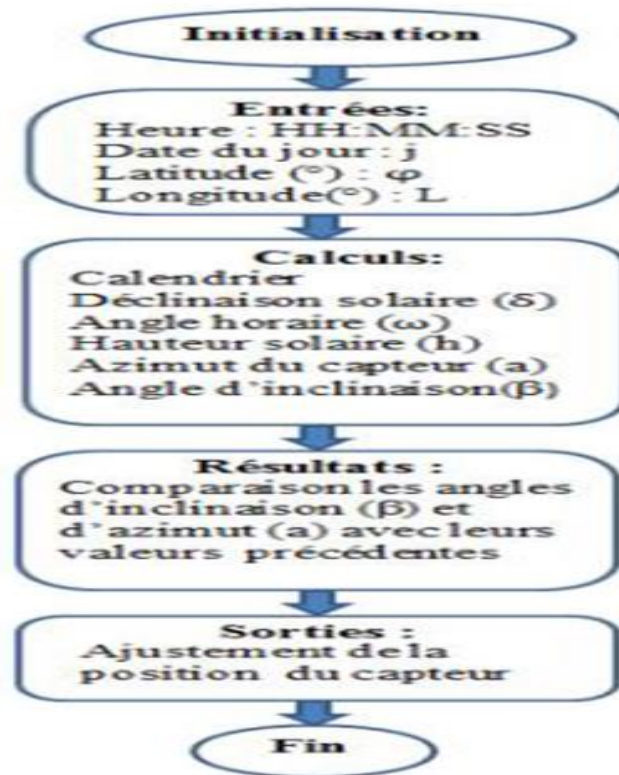 Initialisation
Entrées:
Heure : HH:MM:SS
Date du jour : j
Latitude (°) : φ
Longitude(°) : L
Calculs:
Calendrier
Déclinaison solaire (δ)
Angle horaire (ω)
Hauteur solaire (h)
Azimut du capteur (a)
Angle d'inclinaison(β)
Résultats :
Comparaison les angles
d'inclinaison (β) et
d'azimut (a) avec leurs
valeurs précédentes
Sorties :
Ajustement de la
position du capteur
Fin